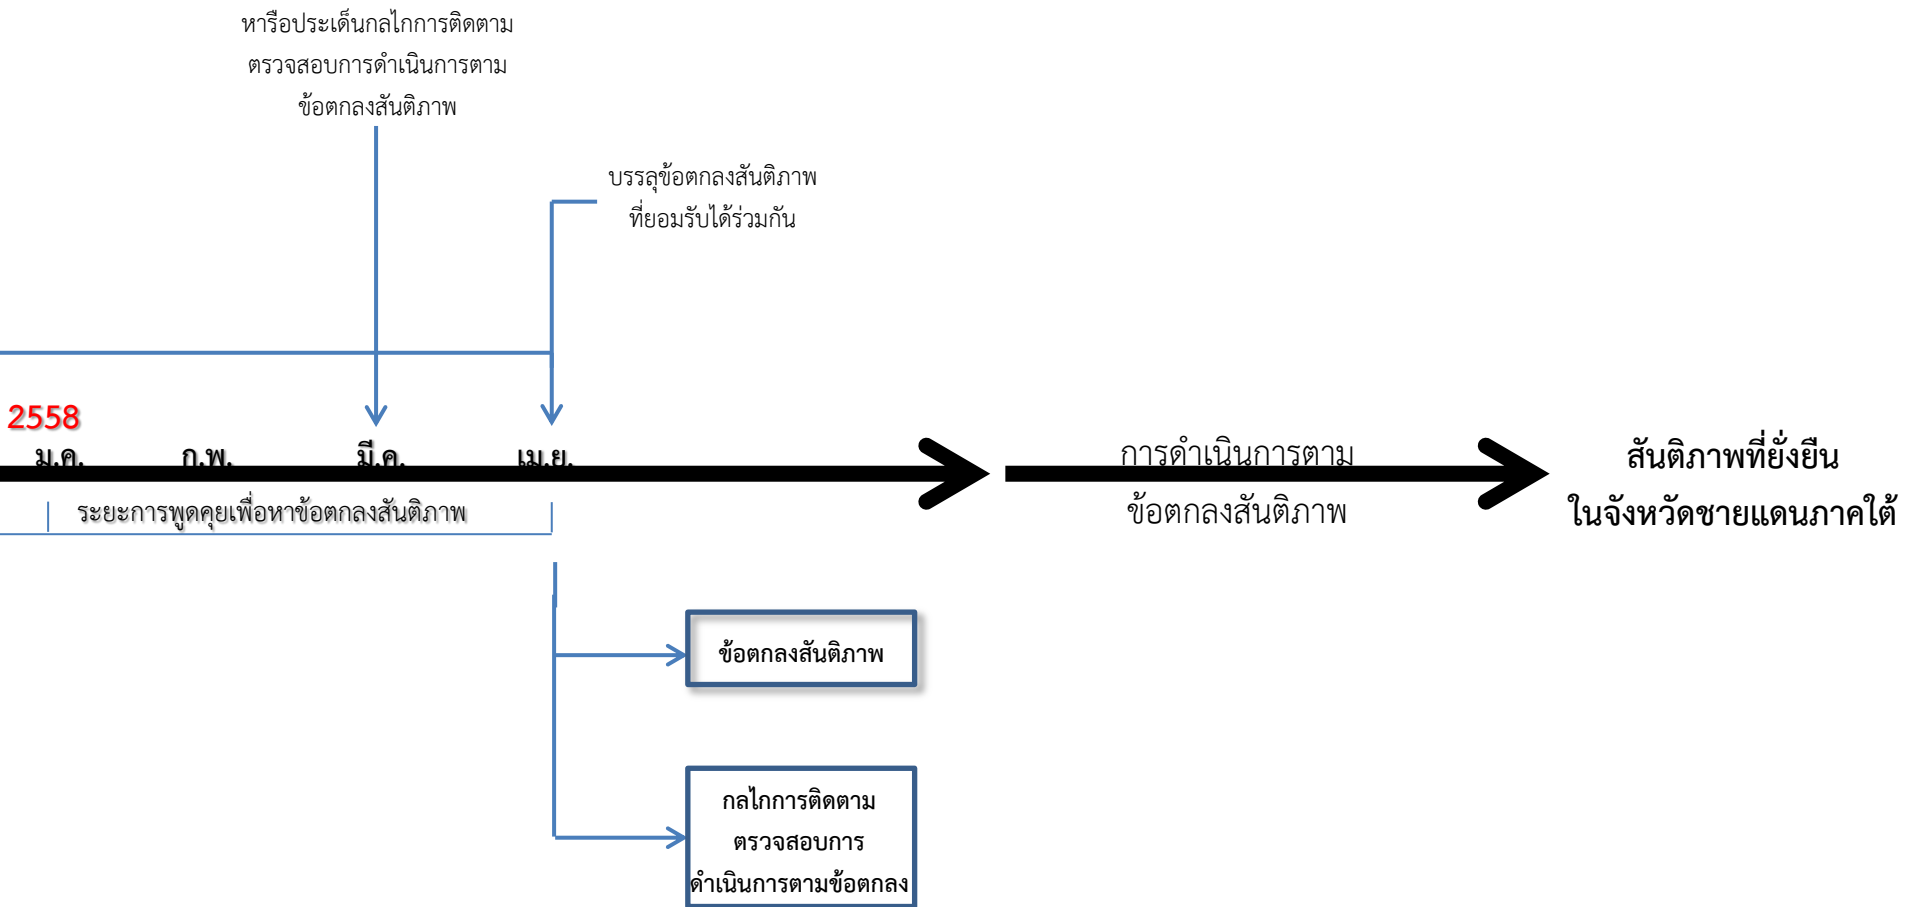 หารือประเด็นกลไกการติดตาม
ตรวจสอบการดำเนินการตาม
ข้อตกลงสันติภาพ
บรรลุข้อตกลงสันติภาพ
ที่ยอมรับได้ร่วมกัน
2558
ม.ค. ก.พ. มี.ค. เม.ย.
ระยะการพูดคุยเพื่อหาข้อตกลงสันติภาพ
การดำเนินการตาม
ข้อตกลงสันติภาพ
สันติภาพที่ยั่งยืน
ในจังหวัดชายแดนภาคใต้
ข้อตกลงสันติภาพ
กลไกการติดตาม
ตรวจสอบการ
ดำเนินการตามข้อตกลง